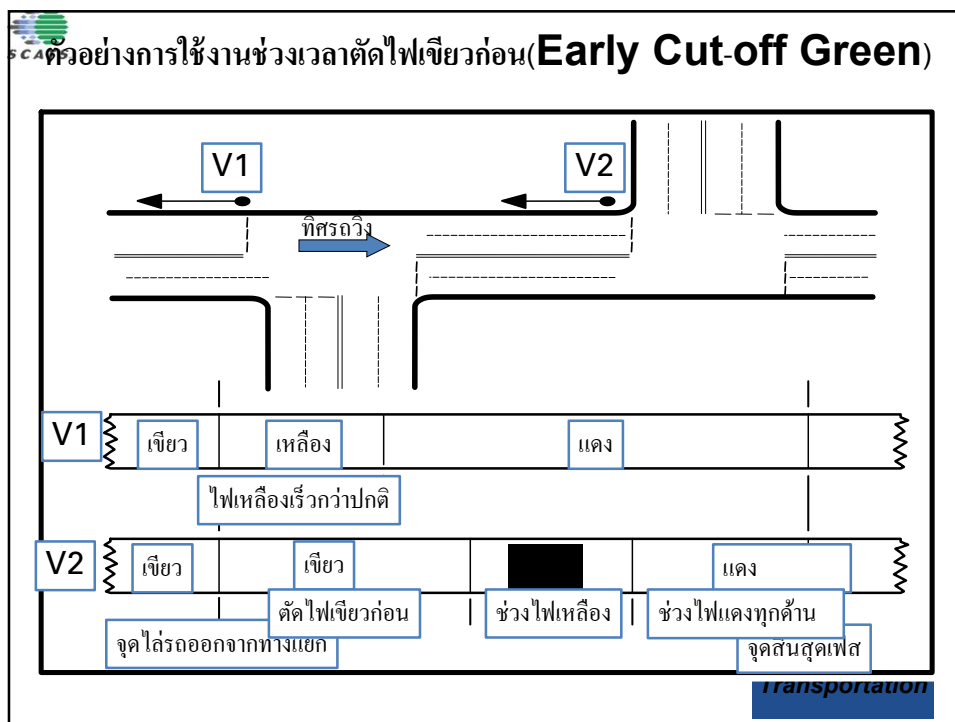 SCATS
ตัวอย่างการใช้งานช่วงเวลาตัดไฟเขียวก่อน(Early Cut-off Green)
V1
V2
ทิศรถวิ่ง
V1
เขียว
เหลือง
แดง
ไฟเหลืองเร็วกว่าปกติ
V2
เขียว
เขียว
แดง
ตัดไฟเขียวก่อน
ช่วงไฟเหลือง
ช่วงไฟแดงทุกด้าน
จุดไล่รถออกจากทางแยก
จุดสิ้นสุดเฟส
Transportation